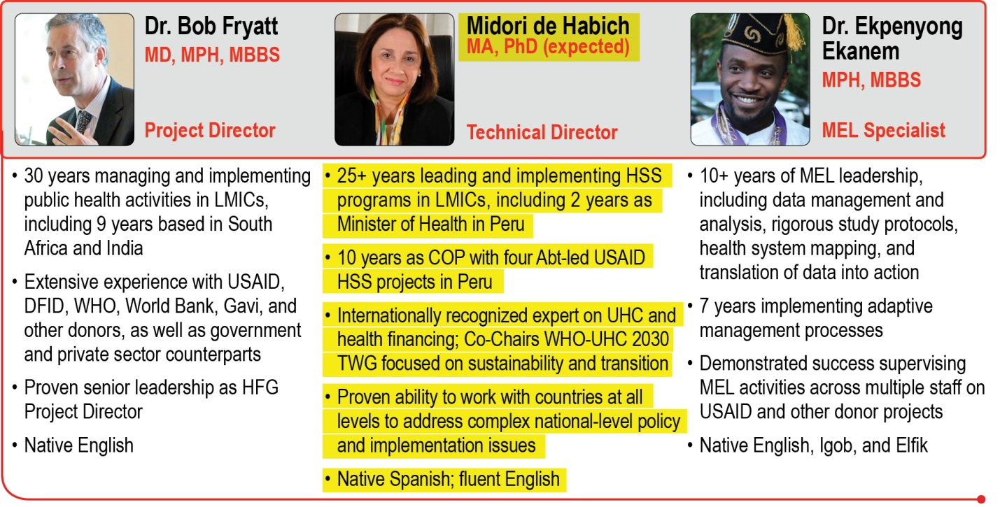 Dr. Bob Fryatt
MD, MPH, MBBS
Project Director
• 30 years managing and implementing
public health activities in LMICs,
including 9 years based in South
Africa and India
• Extensive experience with USAID,
DFID, WHO, World Bank, Gavi, and
other donors, as well as government
and private sector counterparts
• Proven senior leadership as HFG
Project Director
• Native English
Midori de Habich
MA, PhD (expected)
Technical Director
• 25+ years leading and implementing HSS
programs in LMICs, including 2 years as
Minister of Health in Peru
• 10 years as COP with four Abt-led USAID
HSS projects in Peru
• Internationally recognized expert on UHC and
health financing; Co-Chairs WHO-UHC 2030
TWG focused on sustainability and transition
• Proven ability to work with countries at all
levels to address complex national-level policy
and implementation issues
• Native Spanish; fluent English
Dr. Ekpenyong
Ekanem
MPH, MBBS
MEL Specialist
• 10+ years of MEL leadership,
including data management and
analysis, rigorous study protocols,
health system mapping, and
translation of data into action
• 7 years implementing adaptive
management processes
• Demonstrated success supervising
MEL activities across multiple staff on
USAID and other donor projects
• Native English, Igob, and Elfik